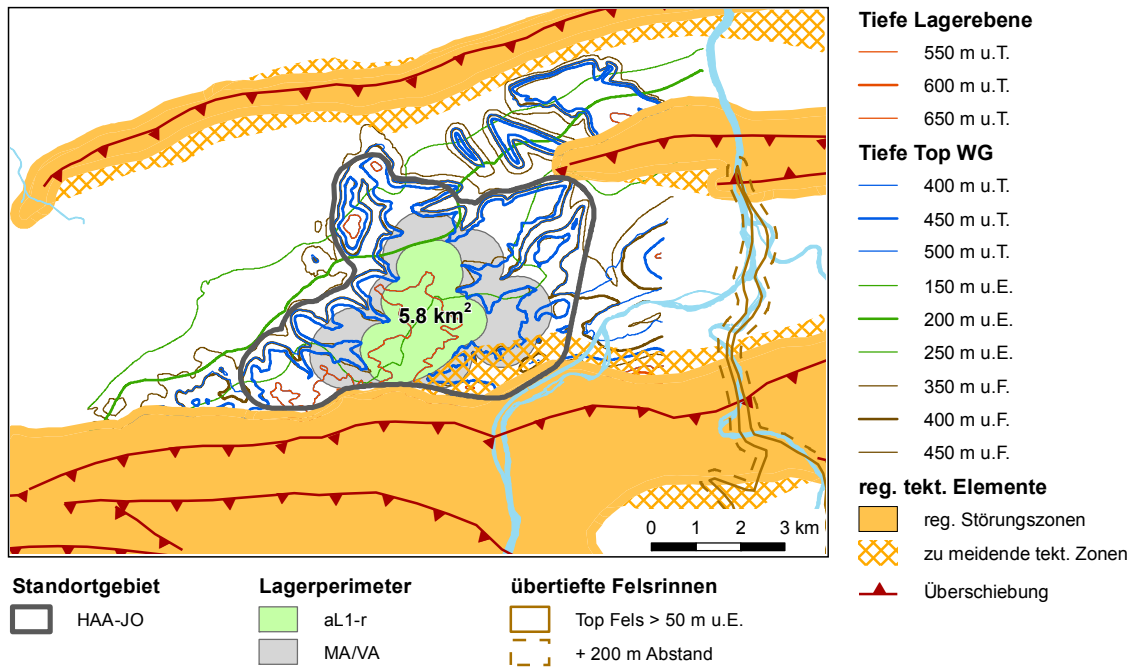 Tiefe Lagerebene
550 m u.T.
600 m u.T.
650 m u.T.
Tiefe Top WG
400 m u.T.
450 m u.T.
500 m u.T.
150 m u.E.
200 m u.E.
250 m u.E.
350 m u.F.
400 m u.F.
450 m u.F.
reg. tekt. Elemente
reg. Störungszonen
zu meidende tekt. Zonen
Überschiebung
5.8 km²
0 1 2 3 km
Standortgebiet
HAA-JO
Lagerperimeter
aL1-r
MA/VA
übertiefte Felsrinnen
Top Fels > 50 m u.E.
+ 200 m Abstand